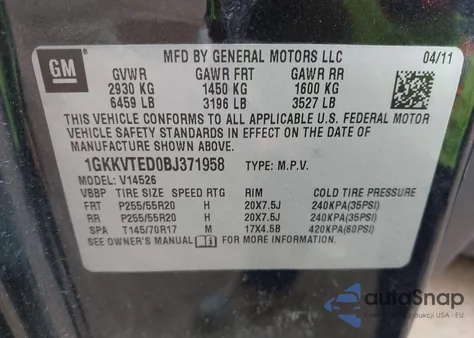 GM
MFD BY GENERAL MOTORS LLC 04/11
GVWR GAWR FRT GAWR RR
2930 KG 1450 KG 1600 KG
6459 LB 3196 LB 3527 LB
THIS VEHICLE CONFORMS TO ALL APPLICABLE U.S. FEDERAL MOTOR
VEHICLE SAFETY STANDARDS IN EFFECT ON THE DATE OF
MANUFACTURE SHOWN ABOVE.
1GKKVTED0BJ371958 TYPE: M.P.V.
MODEL: V14526
VBBP TIRE SIZE SPEED RTG RIM COLD TIRE PRESSURE
FRT P255/55R20 H 20X7.5J 240KPA(35PSI)
RR P255/55R20 H 20X7.5J 240KPA(35PSI)
SPA T145/70R17 M 17X4.5B 420KPA(60PSI)
SEE OWNER'S MANUAL
autoSnap
USA - EU